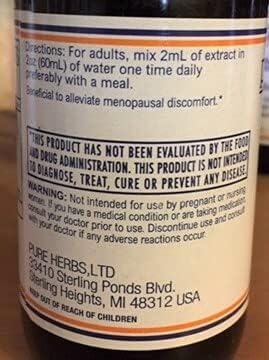 Directions: For adults, mix 2mL of extract in
2oz (60mL) of water one time daily
preferably with a meal.
Beneficial to alleviate menopausal discomfort.*
*THIS PRODUCT HAS NOT BEEN EVALUATED BY THE FOOD
AND DRUG ADMINISTRATION. THIS PRODUCT IS NOT INTENDED
TO DIAGNOSE, TREAT, CURE OR PREVENT ANY DISEASE.
WARNING: Not intended for use by pregnant or nursing
women. If you have a medical condition or are taking medication,
consult your doctor prior to use. Discontinue use and consult
with your doctor if any adverse reactions occur.
PURE HERBS,LTD
33410 Sterling Ponds Blvd.
Sterling Heights, MI 48312 USA
KEEP OUT OF REACH OF CHILDREN